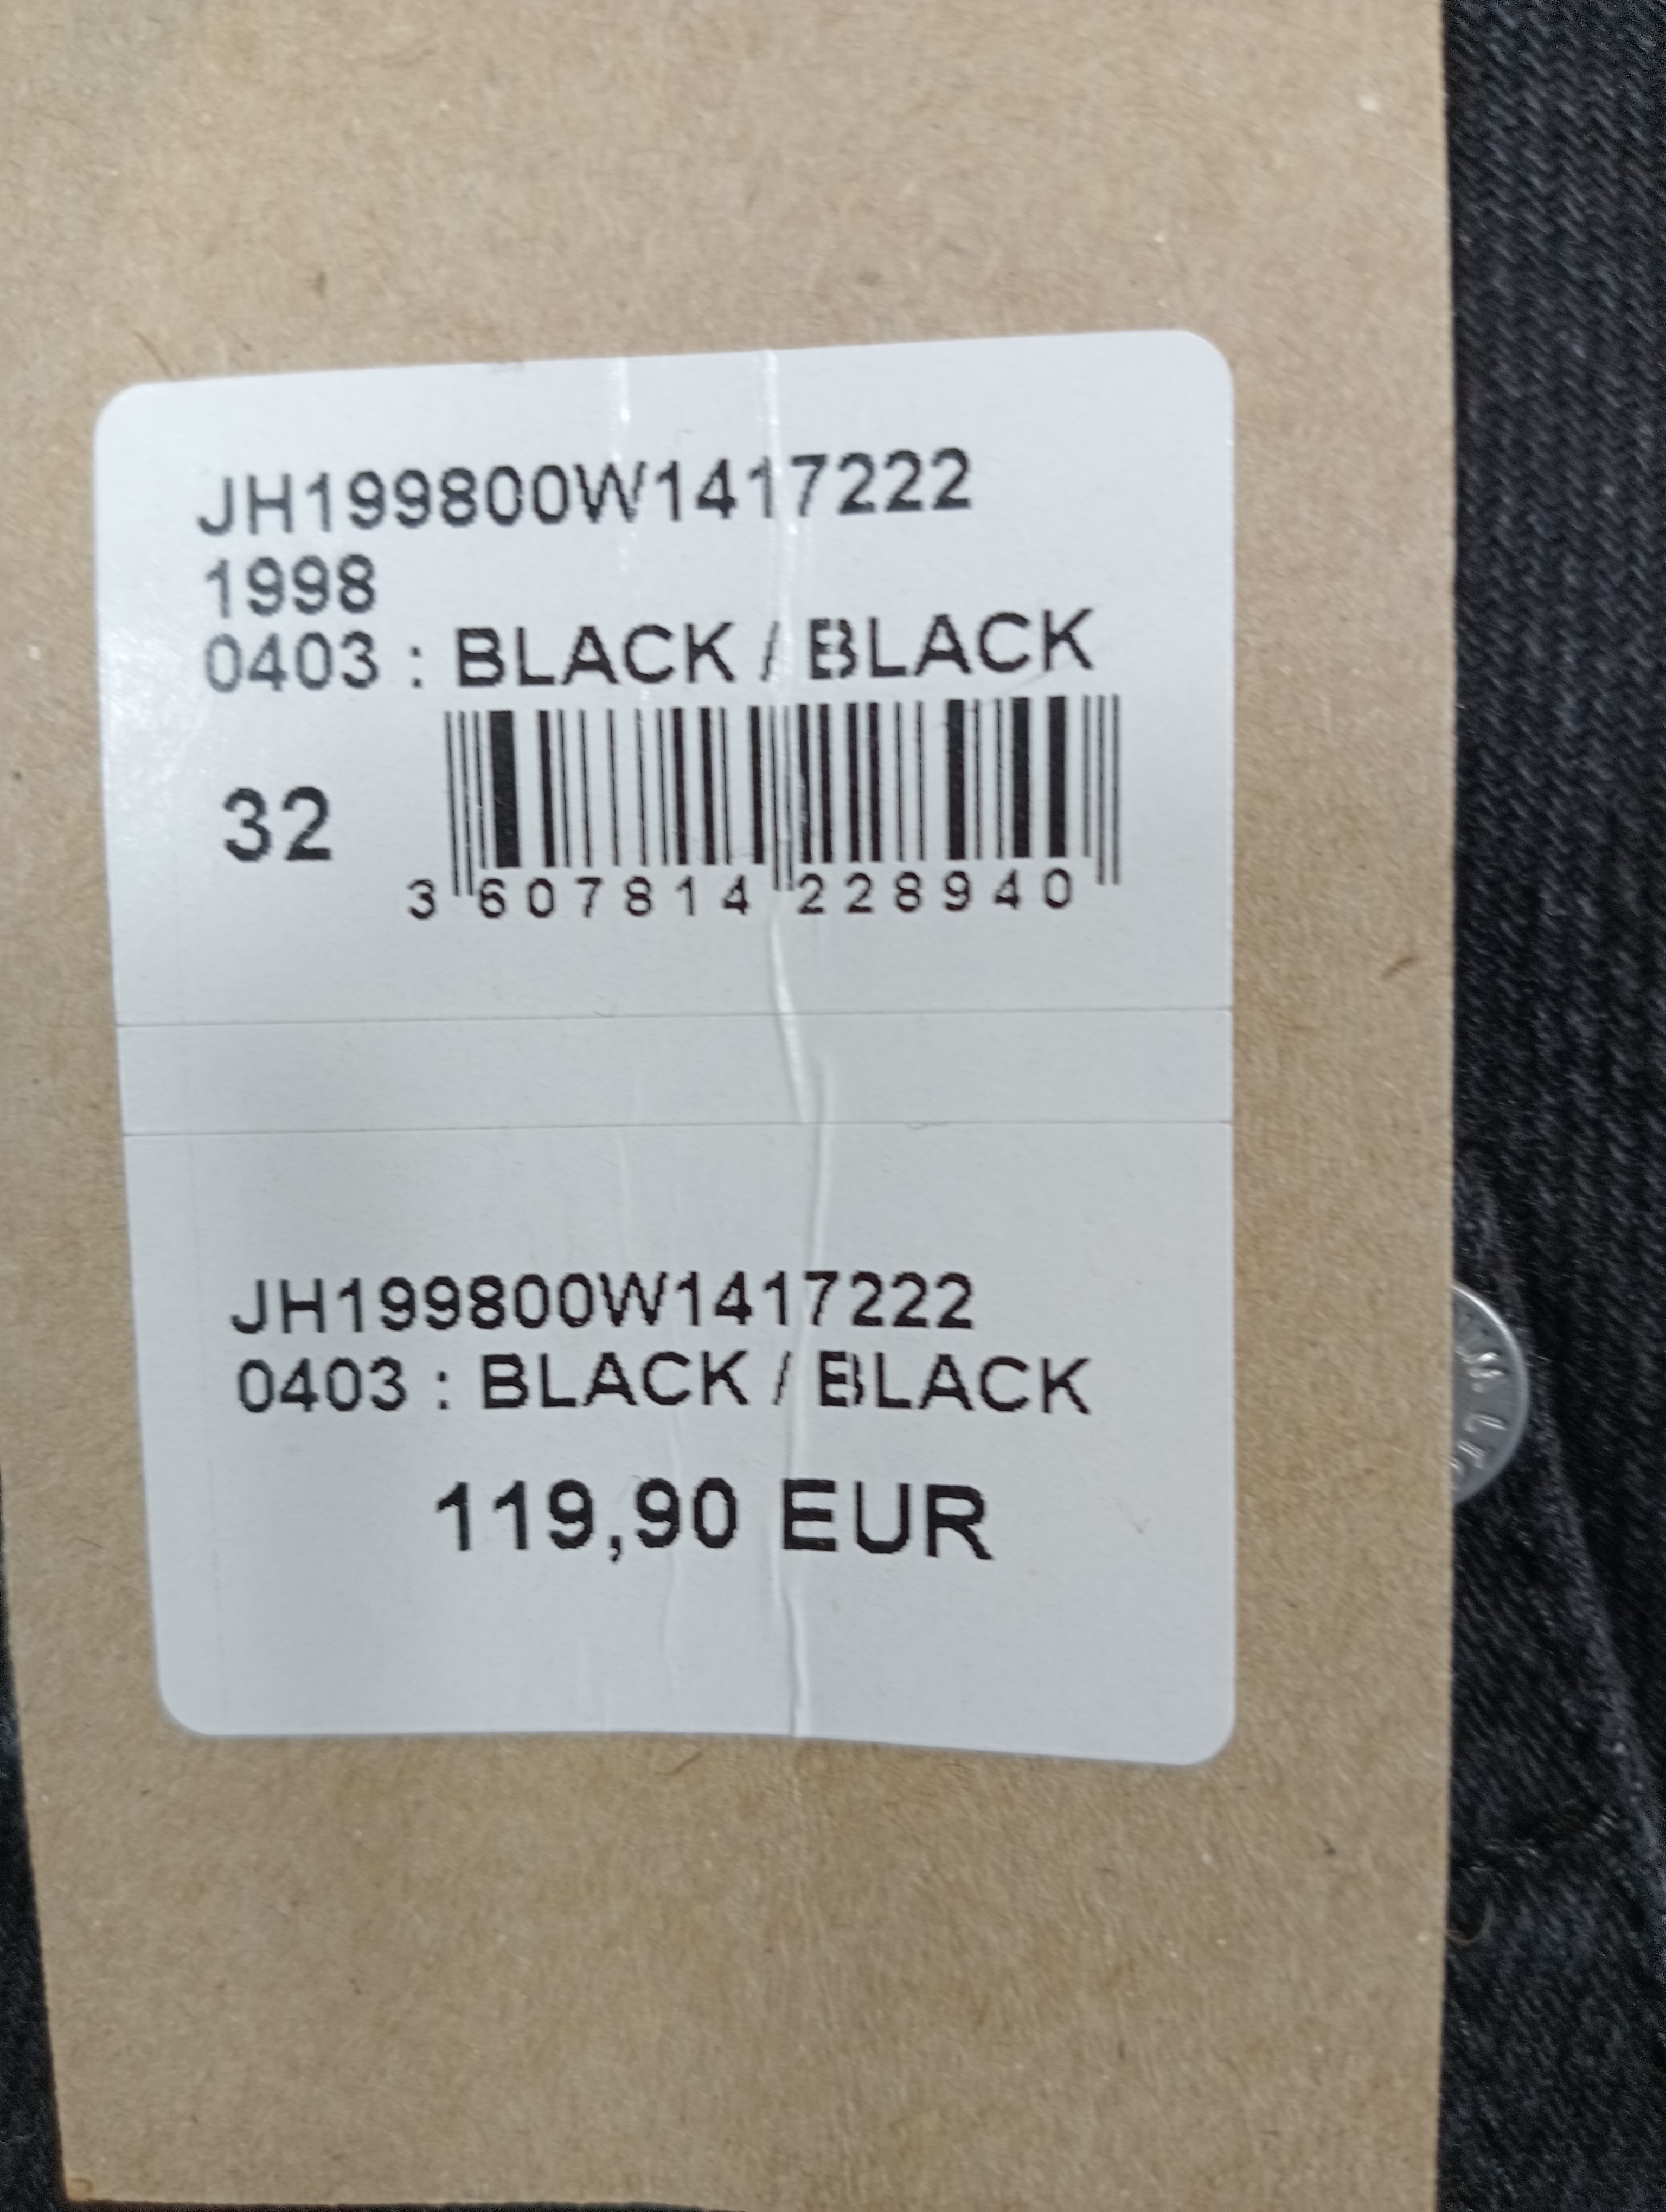 JH199800W1417222
1998
0403 : BLACK / BLACK
32
3 607814 228940
JH199800W1417222
0403 : BLACK / BLACK
119,90 EUR